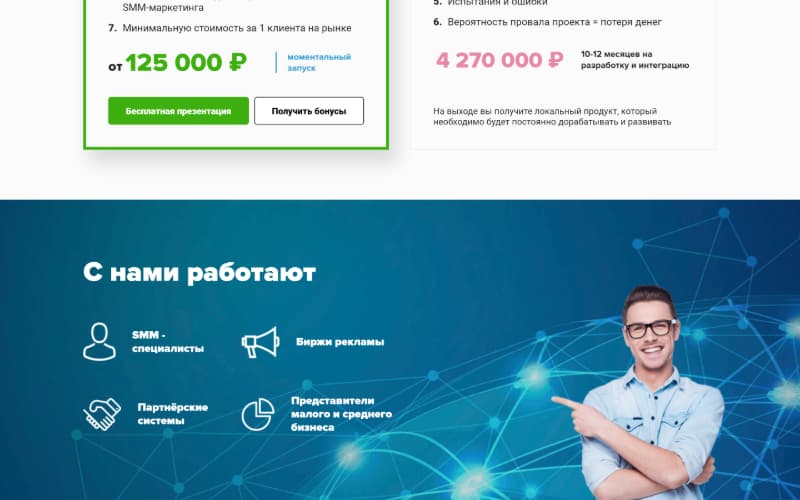 SMM-маркетинга
7. Минимальную стоимость за 1 клиента на рынке
от 125 000 ₽
моментальный
запуск
Бесплатная презентация
Получить бонусы
5. Испытания и ошибки
6. Вероятность провала проекта = потеря денег
4 270 000 ₽
10-12 месяцев на
разработку и интеграцию
На выходе вы получите локальный продукт, который
необходимо будет постоянно дорабатывать и развивать
С нами работают
SMM -
специалисты
Биржи рекламы
Партнёрские
системы
Представители
малого и среднего
бизнеса